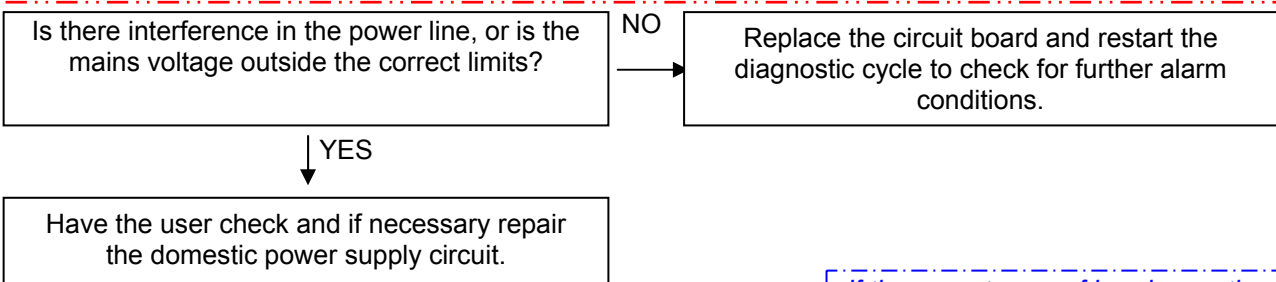 Is there interference in the power line, or is the
mains voltage outside the correct limits?
NO
Replace the circuit board and restart the
diagnostic cycle to check for further alarm
conditions.
YES
Have the user check and if necessary repair
the domestic power supply circuit.